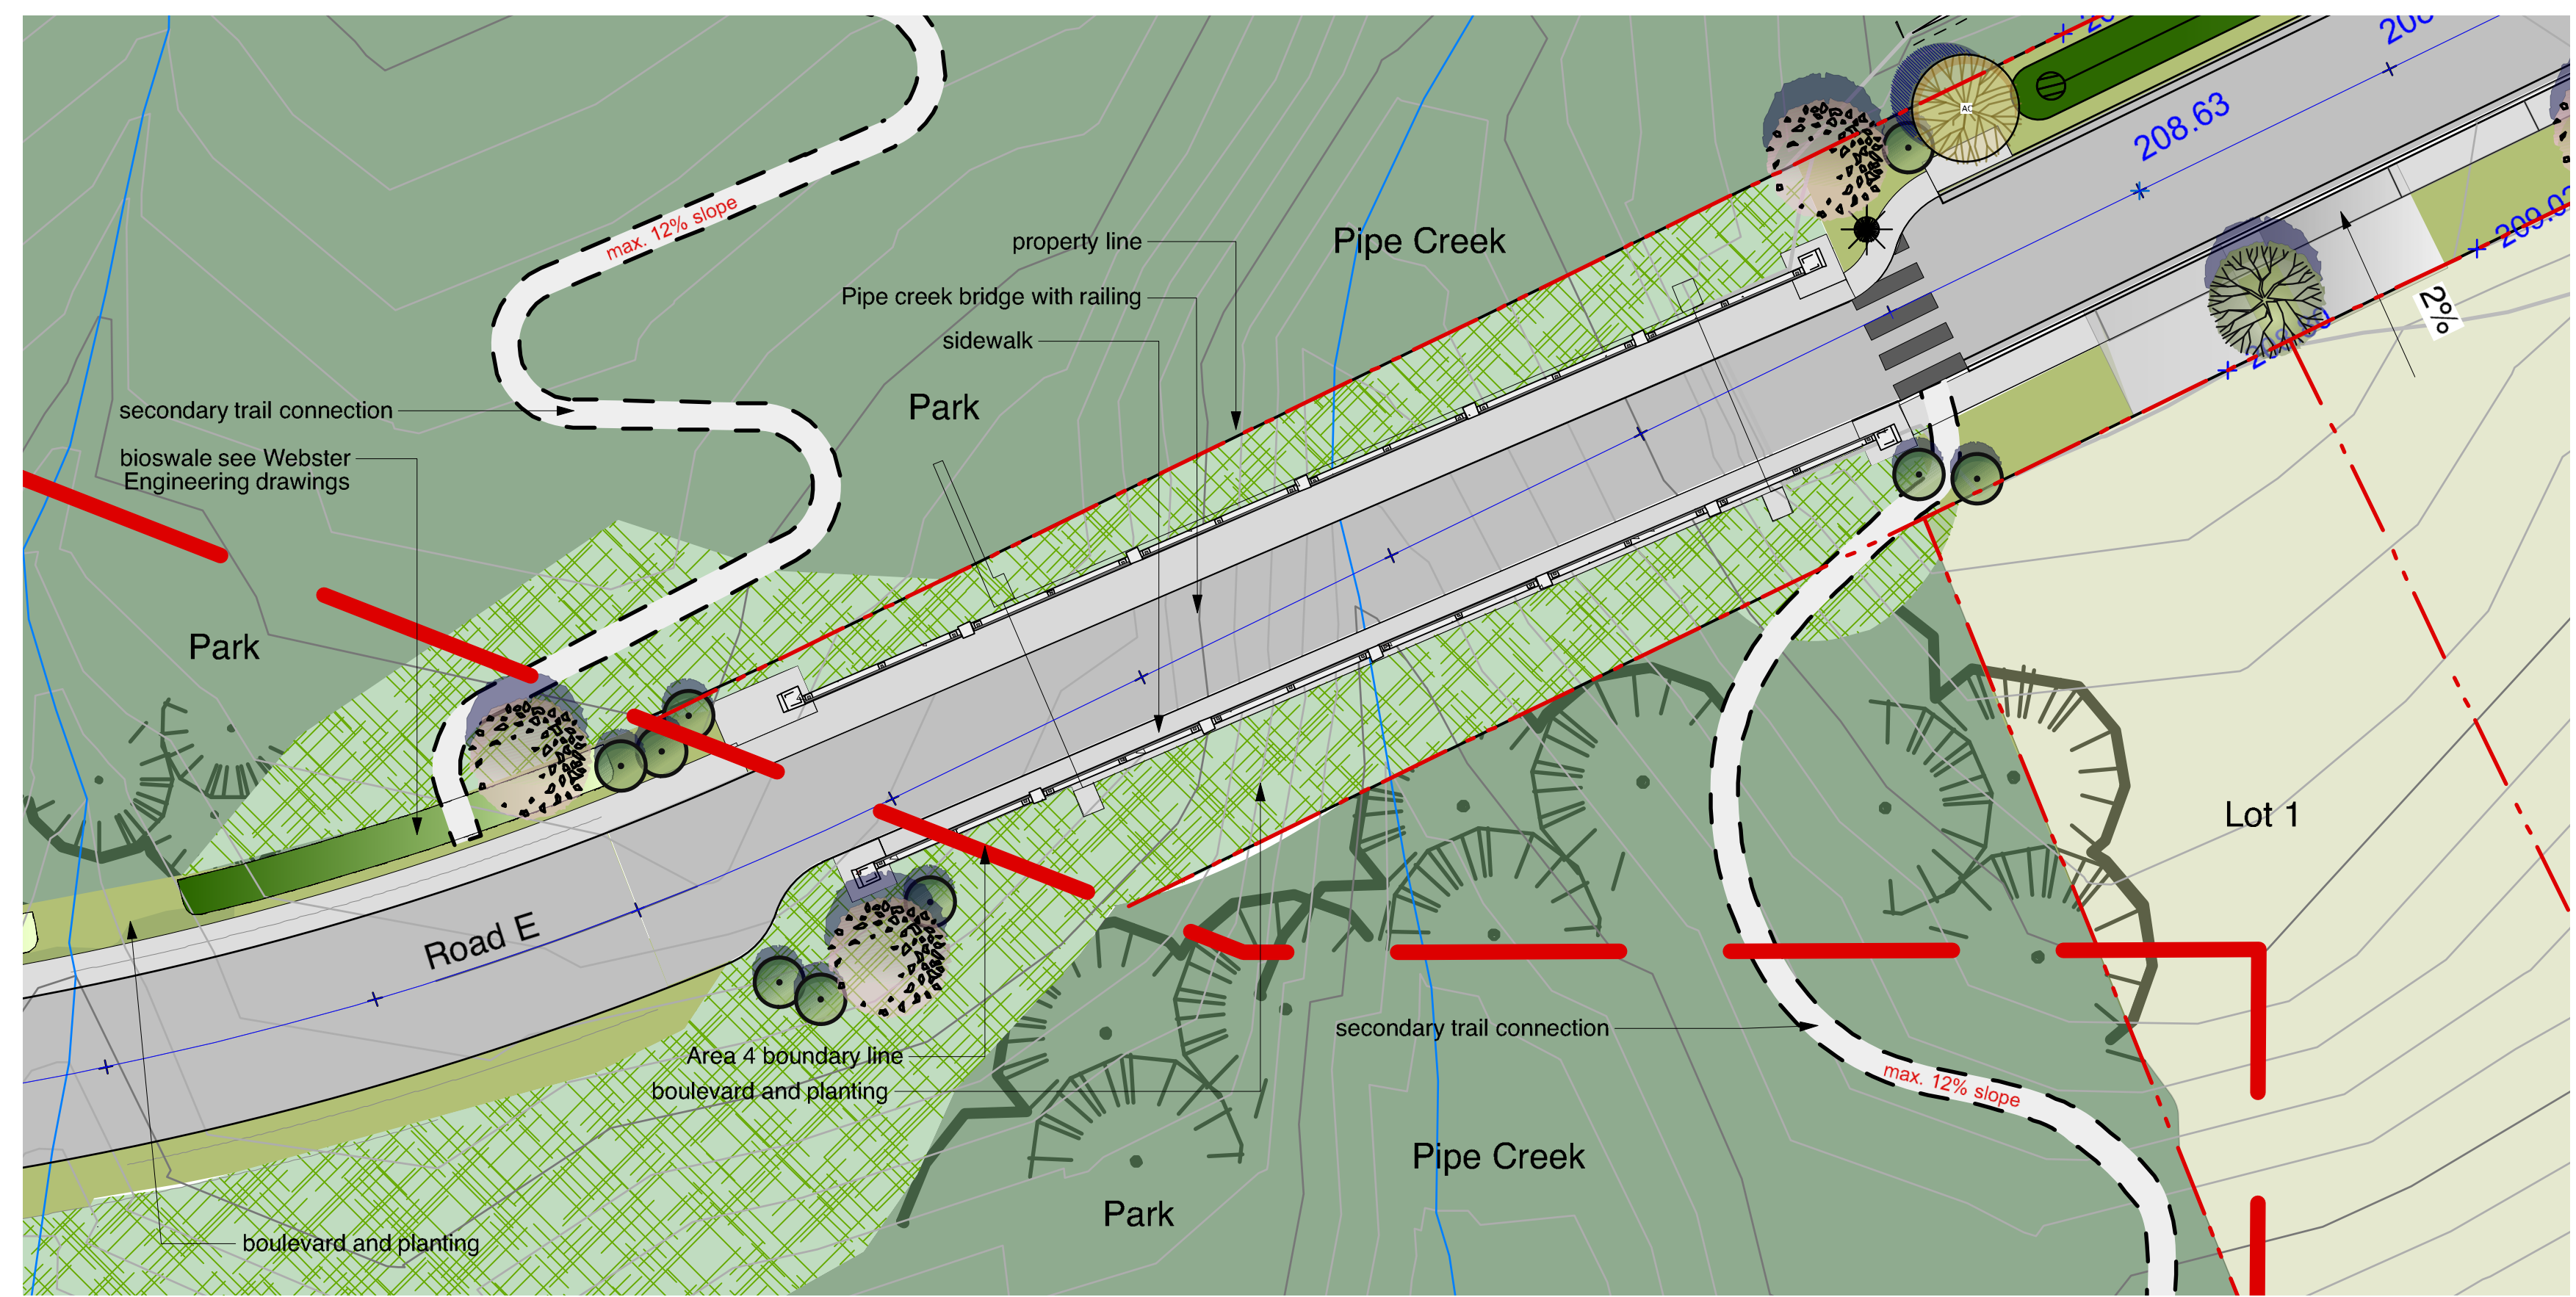 AC
208.63
max. 12% slope
property line
Pipe Creek
Pipe creek bridge with railing
sidewalk
2%
secondary trail connection
Park
bioswale see Webster
Engineering drawings
Park
Lot 1
Road E
secondary trail connection
Area 4 boundary line
boulevard and planting
max. 12% slope
Pipe Creek
Park
boulevard and planting